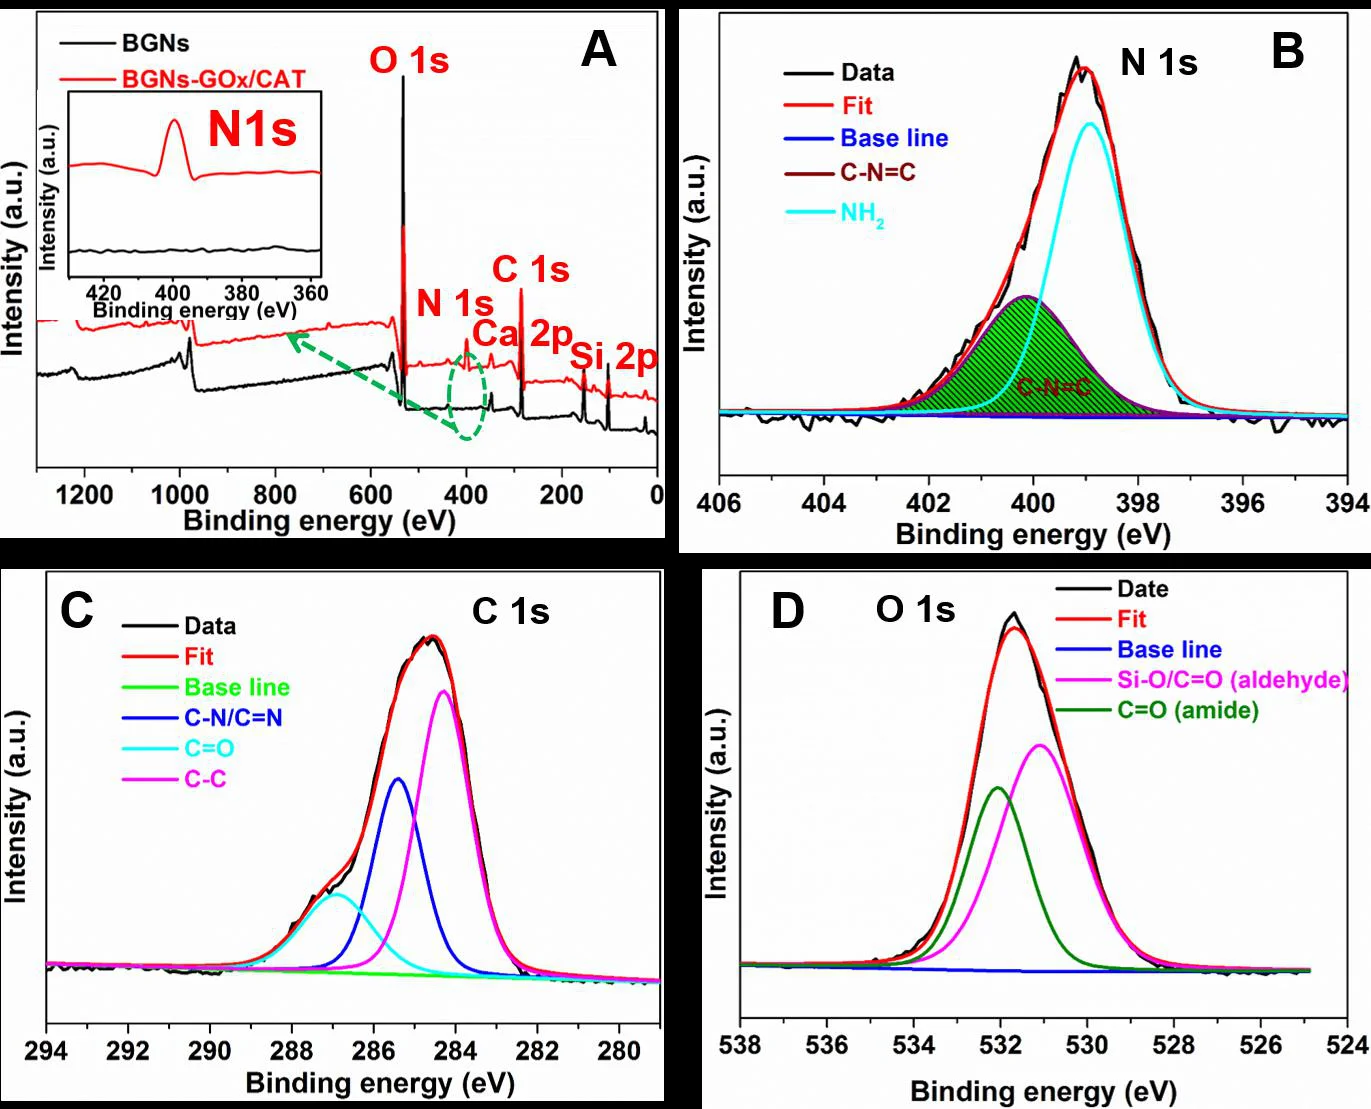 A
BGNs
BGNs-GOx/CAT
O 1s
N1s
Intensity (a.u.)
420 400 380 360
Binding energy (eV)
C 1s
N 1s
Ca 2p
Si 2p
Intensity (a.u.)
1200 1000 800 600 400 200 0
Binding energy (eV)
B
N 1s
Data
Fit
Base line
C-N=C
NH2
C-N=C
Intensity (a.u.)
406 404 402 400 398 396 394
Binding energy (eV)
C
C 1s
Data
Fit
Base line
C-N/C=N
C=O
C-C
Intensity (a.u.)
294 292 290 288 286 284 282 280
Binding energy (eV)
D
O 1s
Date
Fit
Base line
Si-O/C=O (aldehyde)
C=O (amide)
Intensity (a.u.)
538 536 534 532 530 528 526 524
Binding energy (eV)